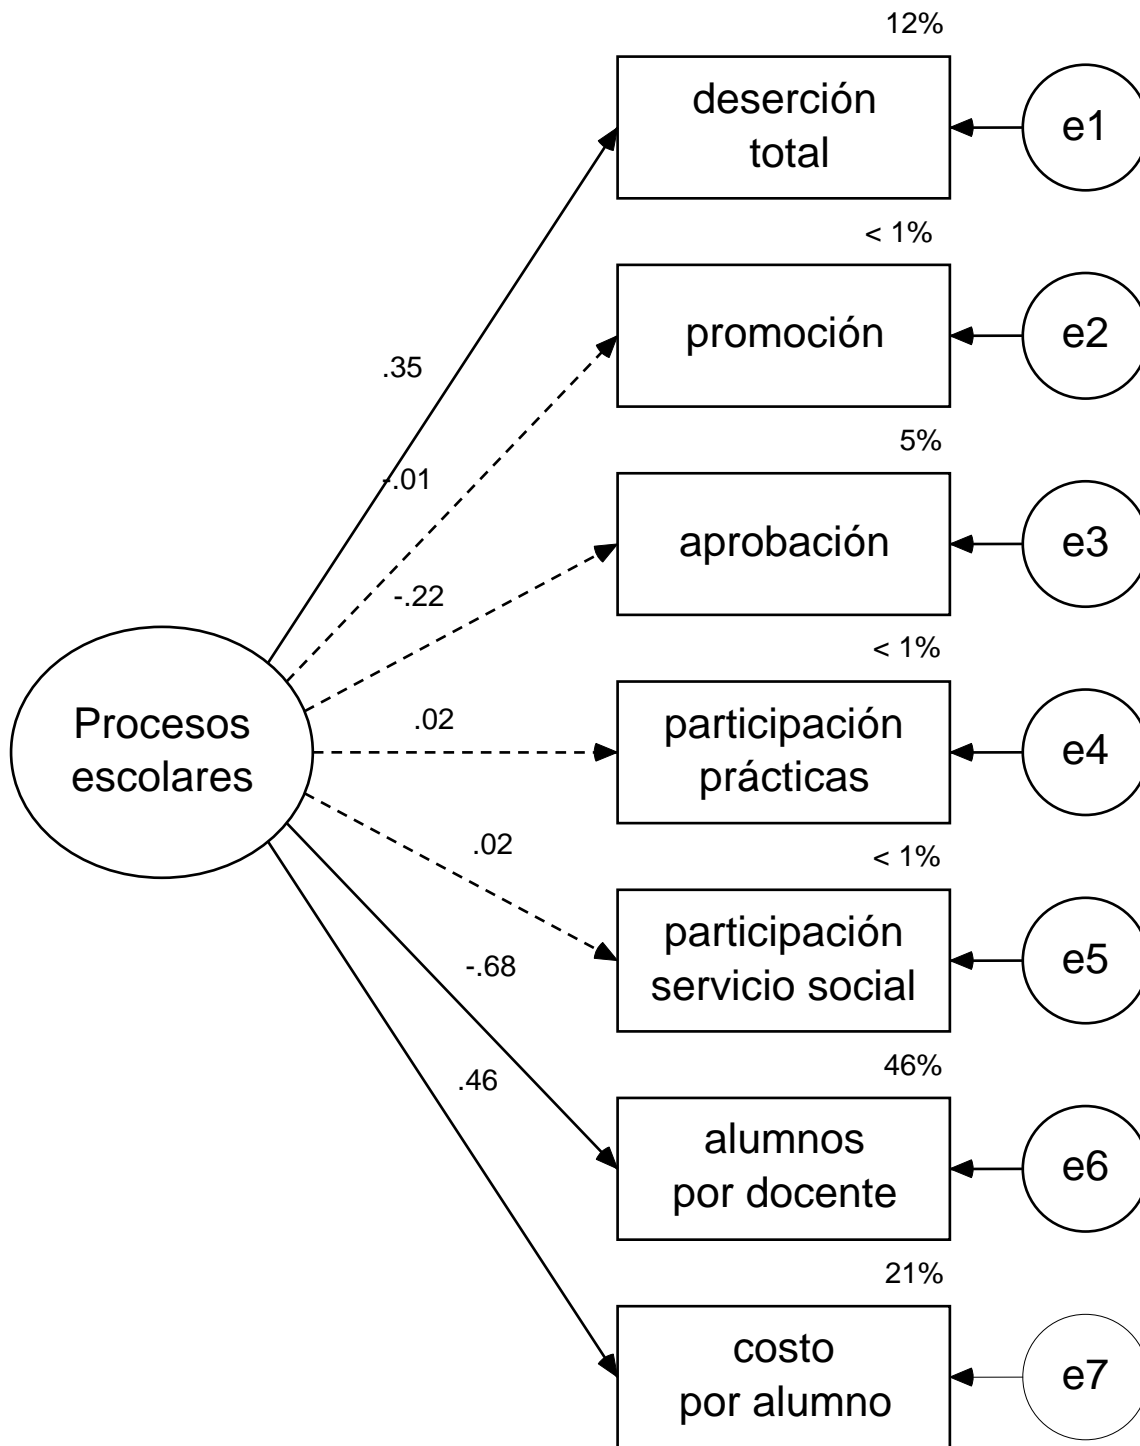 12%
deserción
total
e1
< 1%
promoción
e2
.35
5%
-.01
aprobación
e3
-.22
< 1%
Procesos
escolares
.02
participación
prácticas
e4
< 1%
.02
participación
servicio social
e5
-.68
46%
.46
alumnos
por docente
e6
21%
costo
por alumno
e7